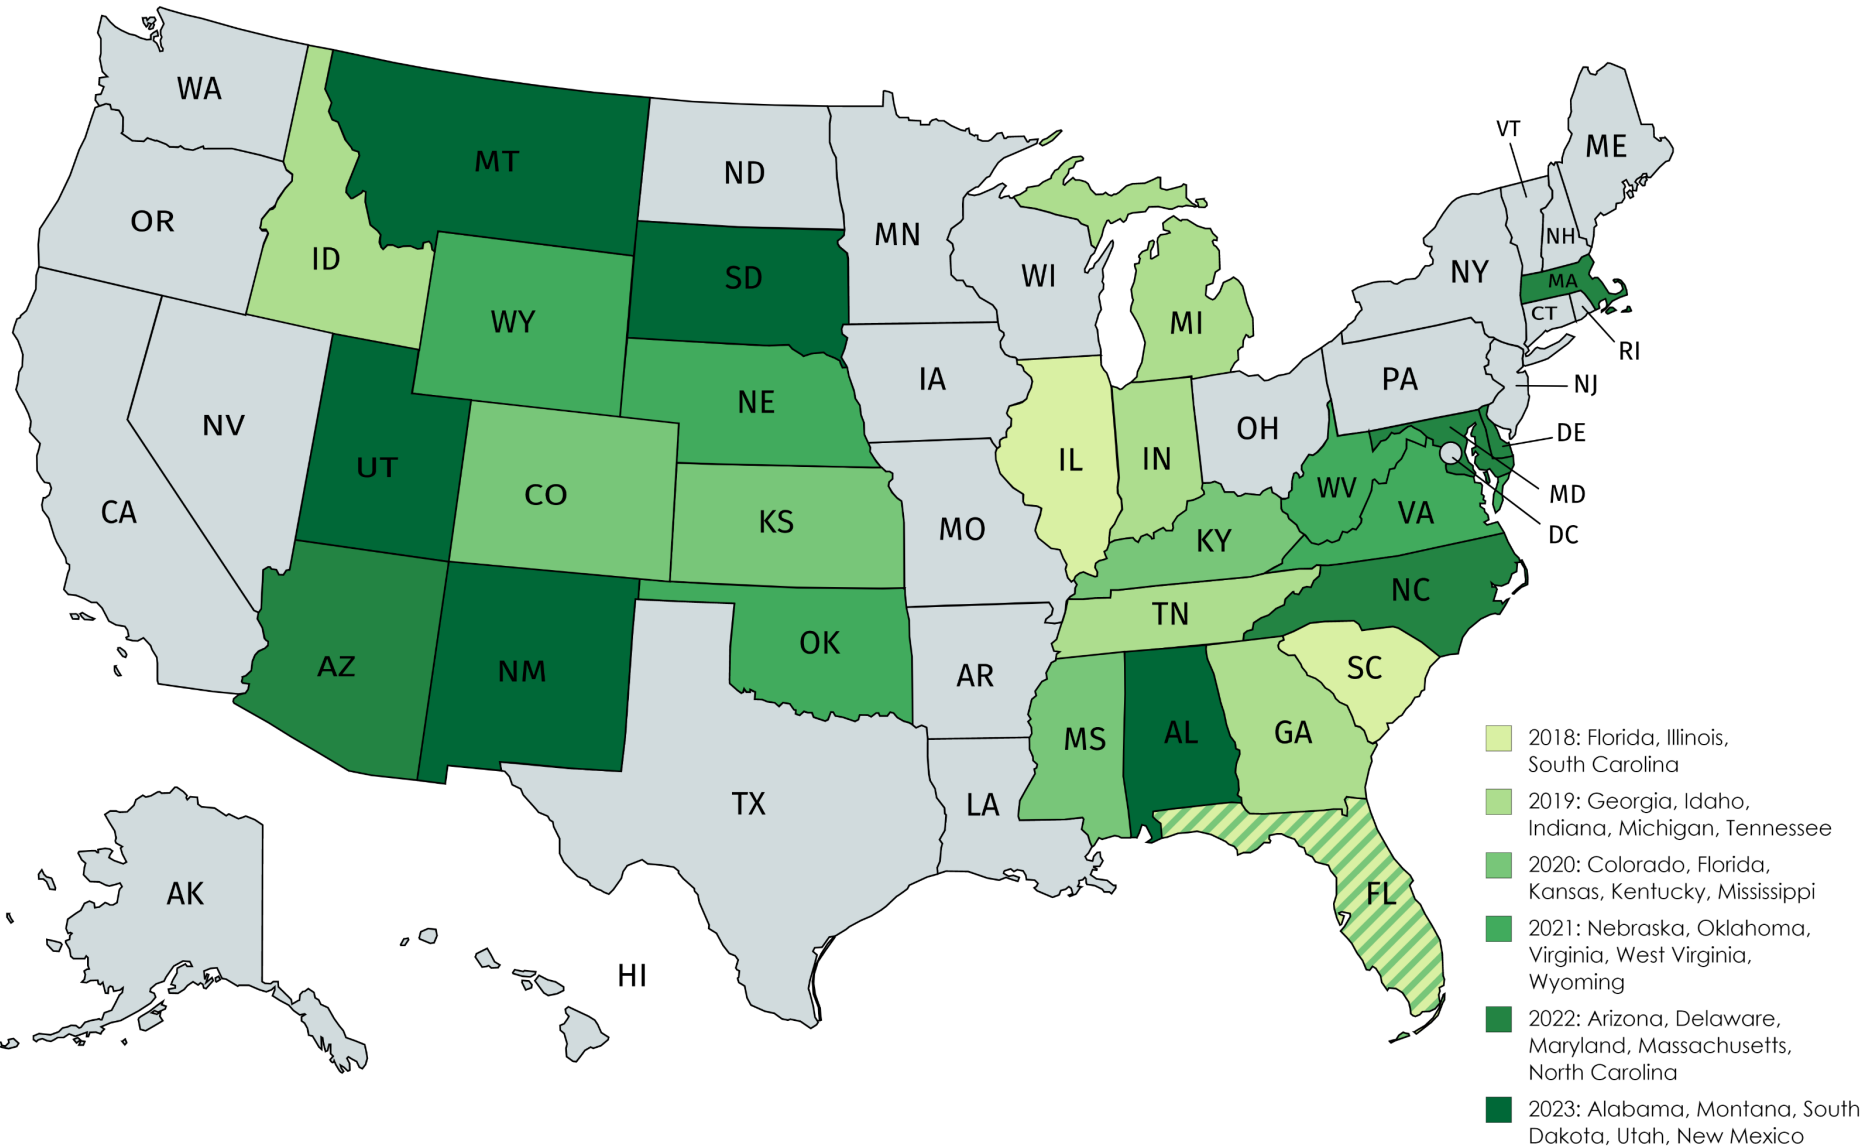 WA
MT
ND
OR
ID
MN
SD
WY
WI
MI
VT
ME
NH
NY
MA
CT
RI
NV
UT
NE
IA
PA
NJ
CA
CO
KS
IL
IN
OH
DE
WV
MD
VA
DC
MO
KY
AZ
NM
OK
AR
TN
NC
SC
MS
AL
GA
TX
LA
FL
AK
HI
2018: Florida, Illinois,
South Carolina
2019: Georgia, Idaho,
Indiana, Michigan, Tennessee
2020: Colorado, Florida,
Kansas, Kentucky, Mississippi
2021: Nebraska, Oklahoma,
Virginia, West Virginia,
Wyoming
2022: Arizona, Delaware,
Maryland, Massachusetts,
North Carolina
2023: Alabama, Montana, South
Dakota, Utah, New Mexico